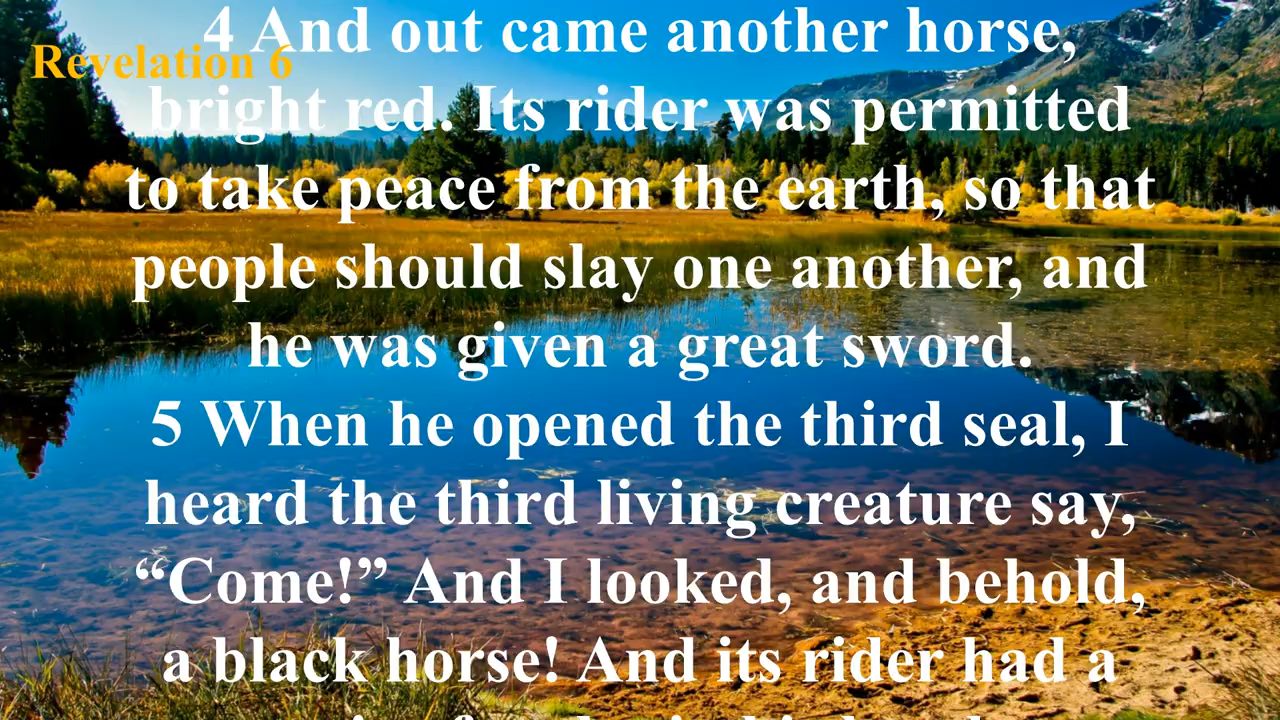 4 And out came another horse,
Revelation 6
bright red. Its rider was permitted
to take peace from the earth, so that
people should slay one another, and
he was given a great sword.
5 When he opened the third seal, I
heard the third living creature say,
“Come!” And I looked, and behold,
a black horse! And its rider had a